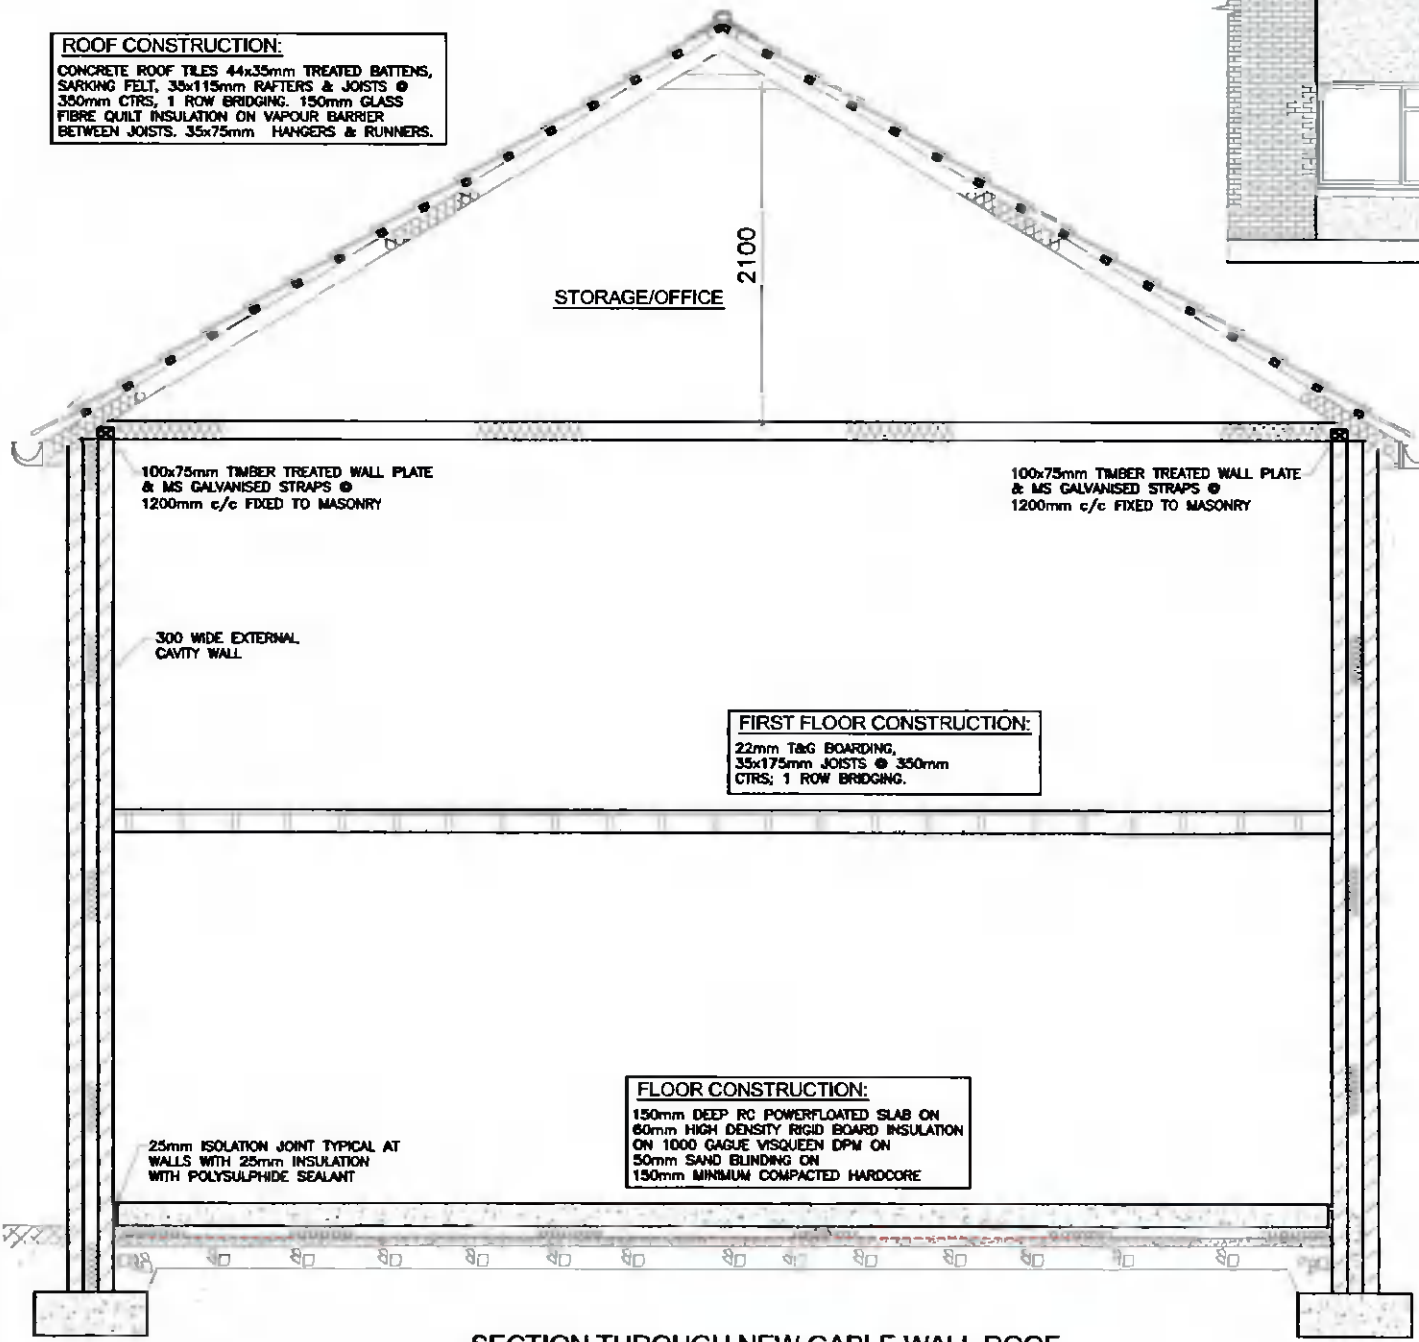 ROOF CONSTRUCTION:
CONCRETE ROOF TILES 44x35mm TREATED BATTENS,
SARKING FELT, 35x115mm RAFTERS & JOISTS @
350mm CTRS, 1 ROW BRIDGING. 150mm GLASS
FIBRE QUILT INSULATION ON VAPOUR BARRIER
BETWEEN JOISTS. 35x75mm HANGERS & RUNNERS.
2100
STORAGE/OFFICE
100x75mm TIMBER TREATED WALL PLATE
& MS GALVANISED STRAPS @
1200mm c/c FIXED TO MASONRY
100x75mm TIMBER TREATED WALL PLATE
& MS GALVANISED STRAPS @
1200mm c/c FIXED TO MASONRY
300 WIDE EXTERNAL
CAVITY WALL
FIRST FLOOR CONSTRUCTION:
22mm T&G BOARDING,
35x175mm JOISTS @ 350mm
CTRS; 1 ROW BRIDGING.
FLOOR CONSTRUCTION:
150mm DEEP RC POWERFLOATED SLAB ON
60mm HIGH DENSITY RIGID BOARD INSULATION
ON 1000 GAGUE VISQUEEN DPM ON
50mm SAND BLINDING ON
150mm MINIMUM COMPACTED HARDCORE
25mm ISOLATION JOINT TYPICAL AT
WALLS WITH 25mm INSULATION
WITH POLYSULPHIDE SEALANT
SECTION THROUGH NEW GABLE WALL ROOF